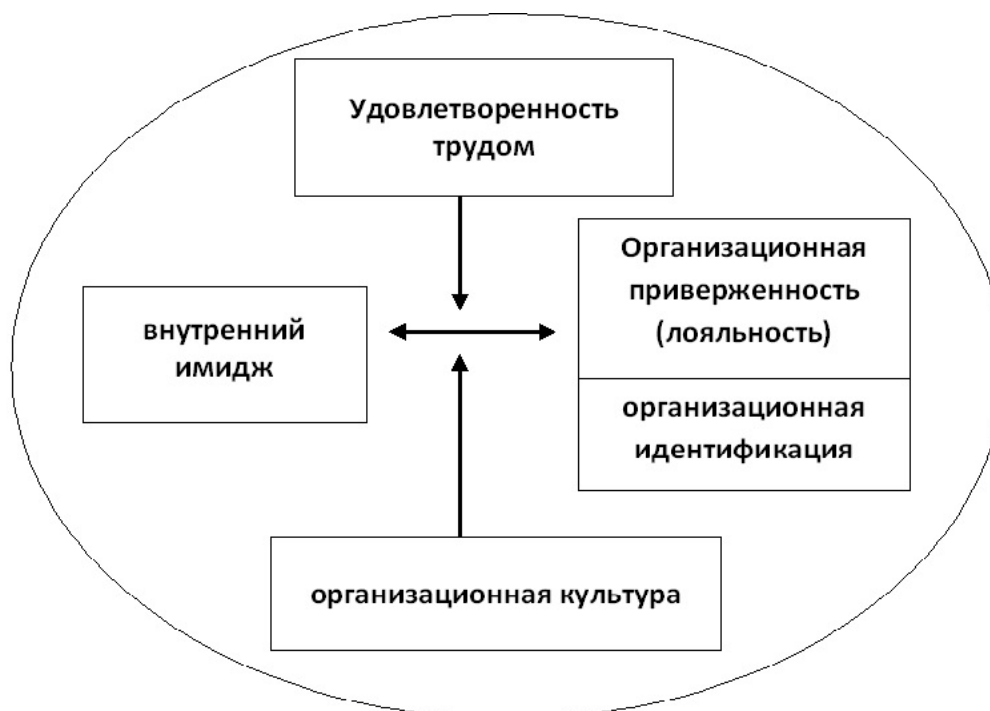 Удовлетворенность
трудом
Организационная
приверженность
(лояльность)
внутренний
имидж
организационная
идентификация
организационная культура